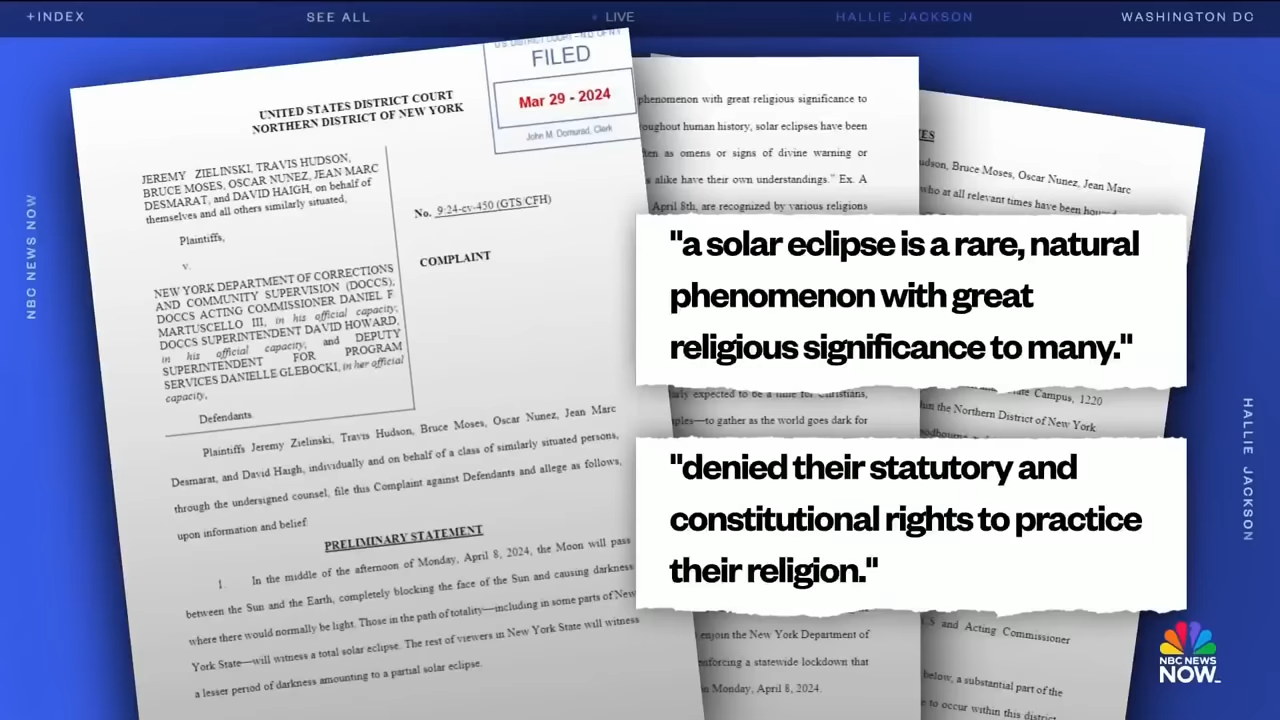 +INDEX
SEE ALL
LIVE
HALLIE JACKSON
WASHINGTON DC
NBC NEWS NOW
U.S. DISTRICT COURT – N.D. OF N.Y.
FILED
Mar 29 - 2024
John M. Domurad, Clerk
UNITED STATES DISTRICT COURT
NORTHERN DISTRICT OF NEW YORK
JEREMY ZIELINSKI, TRAVIS HUDSON,
BRUCE MOSES, OSCAR NUNEZ, JEAN MARC
DESMARAT, and DAVID HAIGH, on behalf of
themselves and all others similarly situated,
Plaintiffs,
v.
NEW YORK DEPARTMENT OF CORRECTIONS
AND COMMUNITY SUPERVISION (DOCCS),
DOCCS ACTING COMMISSIONER DANIEL F
MARTUSCELLO III, in his official capacity;
DOCCS SUPERINTENDENT DAVID HOWARD,
in his official capacity; and DEPUTY
SUPERINTENDENT FOR PROGRAM
SERVICES DANIELLE GLEBOCKI, in her official
capacity,
Defendants.
No. 9:24-cv-450 (GTS/CFH)
COMPLAINT
Plaintiffs Jeremy Zielinski, Travis Hudson, Bruce Moses, Oscar Nunez, Jean Marc
Desmarat, and David Haigh, individually and on behalf of a class of similarly situated persons,
through the undersigned counsel, file this Complaint against Defendants and allege as follows,
upon information and belief.
PRELIMINARY STATEMENT
1. In the middle of the afternoon of Monday, April 8, 2024, the Moon will pass
between the Sun and the Earth, completely blocking the face of the Sun and causing darkness
where there would normally be light. Those in the path of totality—including in some parts of New
York State—will witness a total solar eclipse. The rest of viewers in New York State will witness
a lesser period of darkness amounting to a partial solar eclipse.
phenomenon with great religious significance to
oughout human history, solar eclipses have been
as omens or signs of divine warning or
alike have their own understandings." Ex. A
April 8th, are recognized by various religions
"a solar eclipse is a rare, natural
phenomenon with great
religious significance to many."
expected to be a time for Christians,
to gather as the world goes dark for
"denied their statutory and
constitutional rights to practice
their religion."
enjoin the New York Department of
enforcing a statewide lockdown that
Monday, April 8, 2024.
Hudson, Bruce Moses, Oscar Nunez, Jean Marc
who at all relevant times have been
Campus, 1220
the Northern District of New York
and Acting Commissioner
below, a substantial part of the
to occur within this district
HALLIE JACKSON
NBC NEWS
NOW